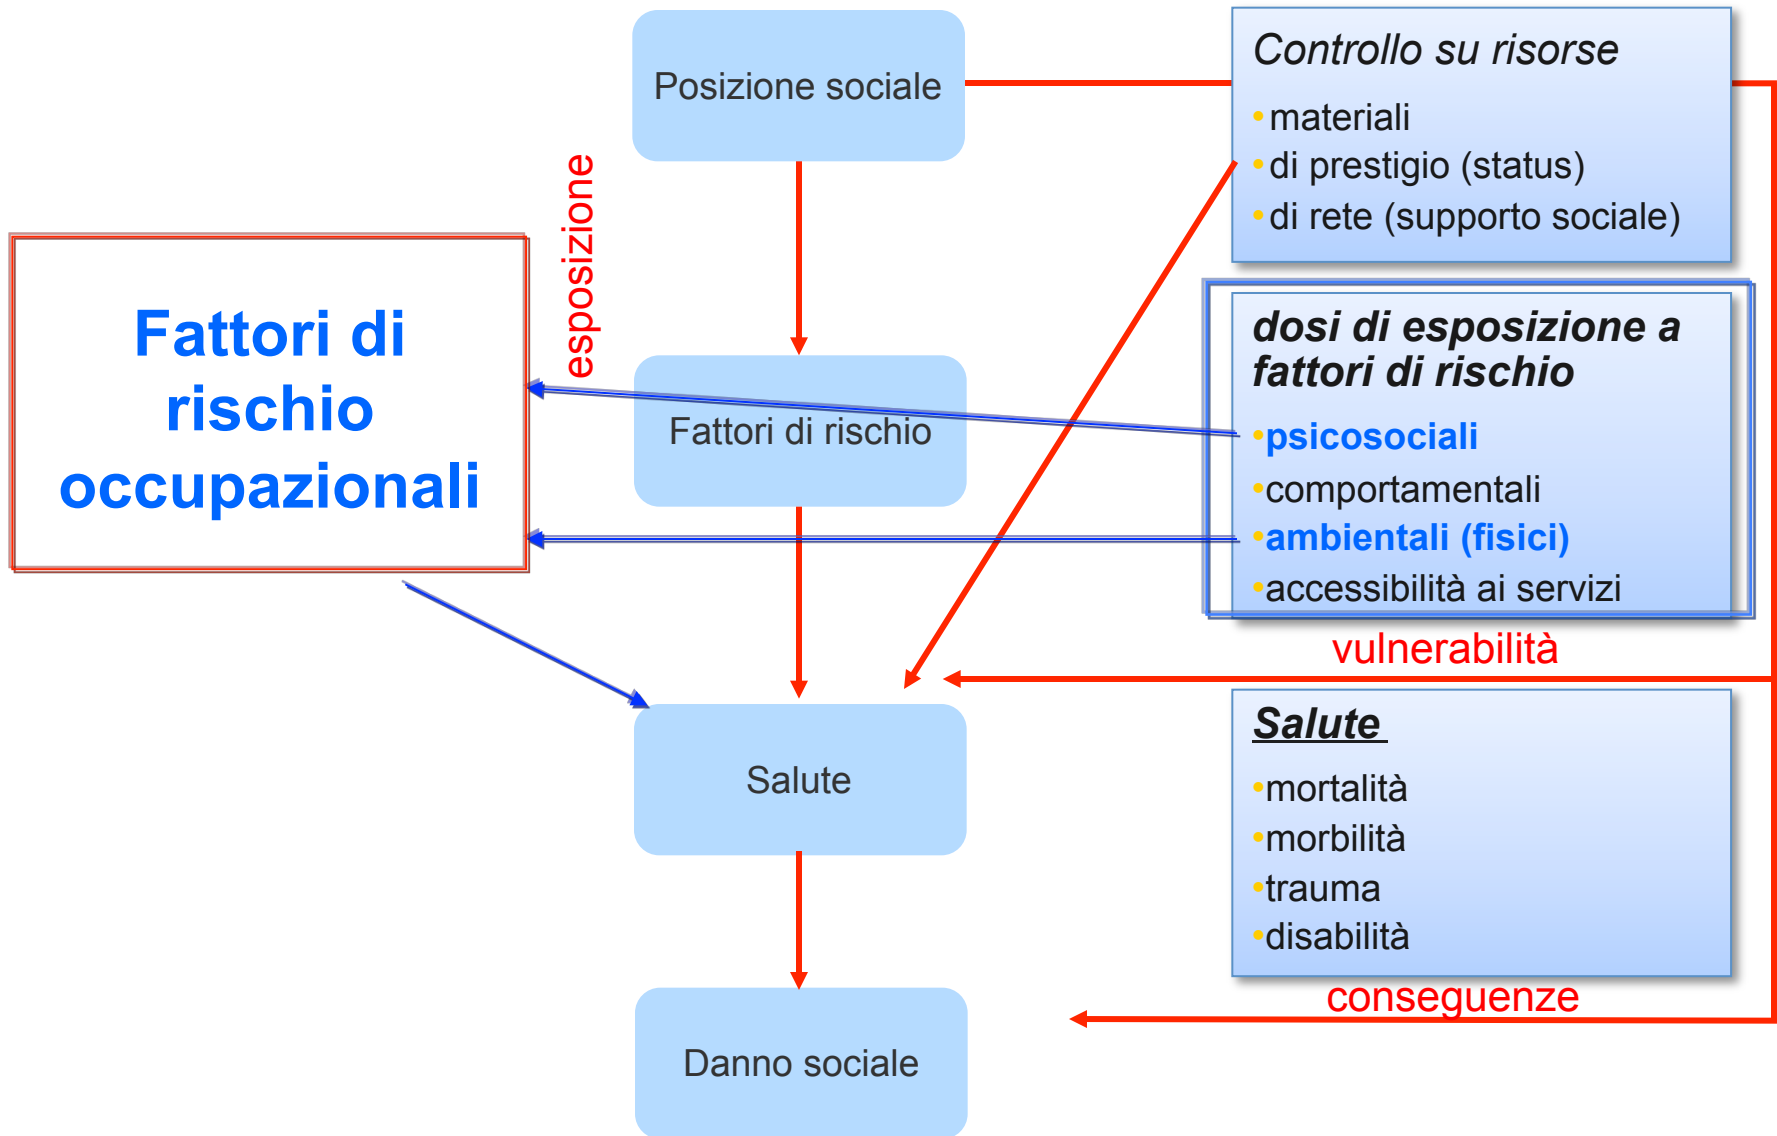 Posizione sociale
Controllo su risorse
•materiali
•di prestigio (status)
•di rete (supporto sociale)
esposizione
Fattori di
rischio
occupazionali
Fattori di rischio
dosi di esposizione a
fattori di rischio
•psicosociali
•comportamentali
•ambientali (fisici)
•accessibilità ai servizi
vulnerabilità
Salute
Salute
•mortalità
•morbilità
•trauma
•disabilità
conseguenze
Danno sociale